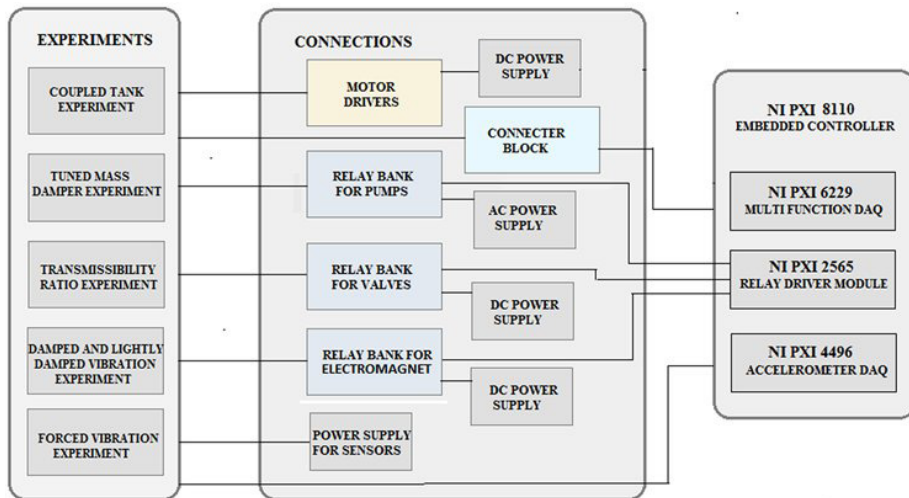 EXPERIMENTS
COUPLED TANK
EXPERIMENT
TUNED MASS
DAMPER EXPERIMENT
TRANSMISSIBILITY
RATIO EXPERIMENT
DAMPED AND LIGHTLY
DAMPED VIBRATION
EXPERIMENT
FORCED VIBRATION
EXPERIMENT
CONNECTIONS
MOTOR
DRIVERS
DC POWER
SUPPLY
CONNECTER
BLOCK
RELAY BANK
FOR PUMPS
AC POWER
SUPPLY
RELAY BANK
FOR VALVES
DC POWER
SUPPLY
RELAY BANK FOR
ELECTROMAGNET
DC POWER
SUPPLY
POWER SUPPLY
FOR SENSORS
NI PXI 8110
EMBEDDED CONTROLLER
NI PXI 6229
MULTI FUNCTION DAQ
NI PXI 2565
RELAY DRIVER MODULE
NI PXI 4496
ACCELEROMETER DAQ